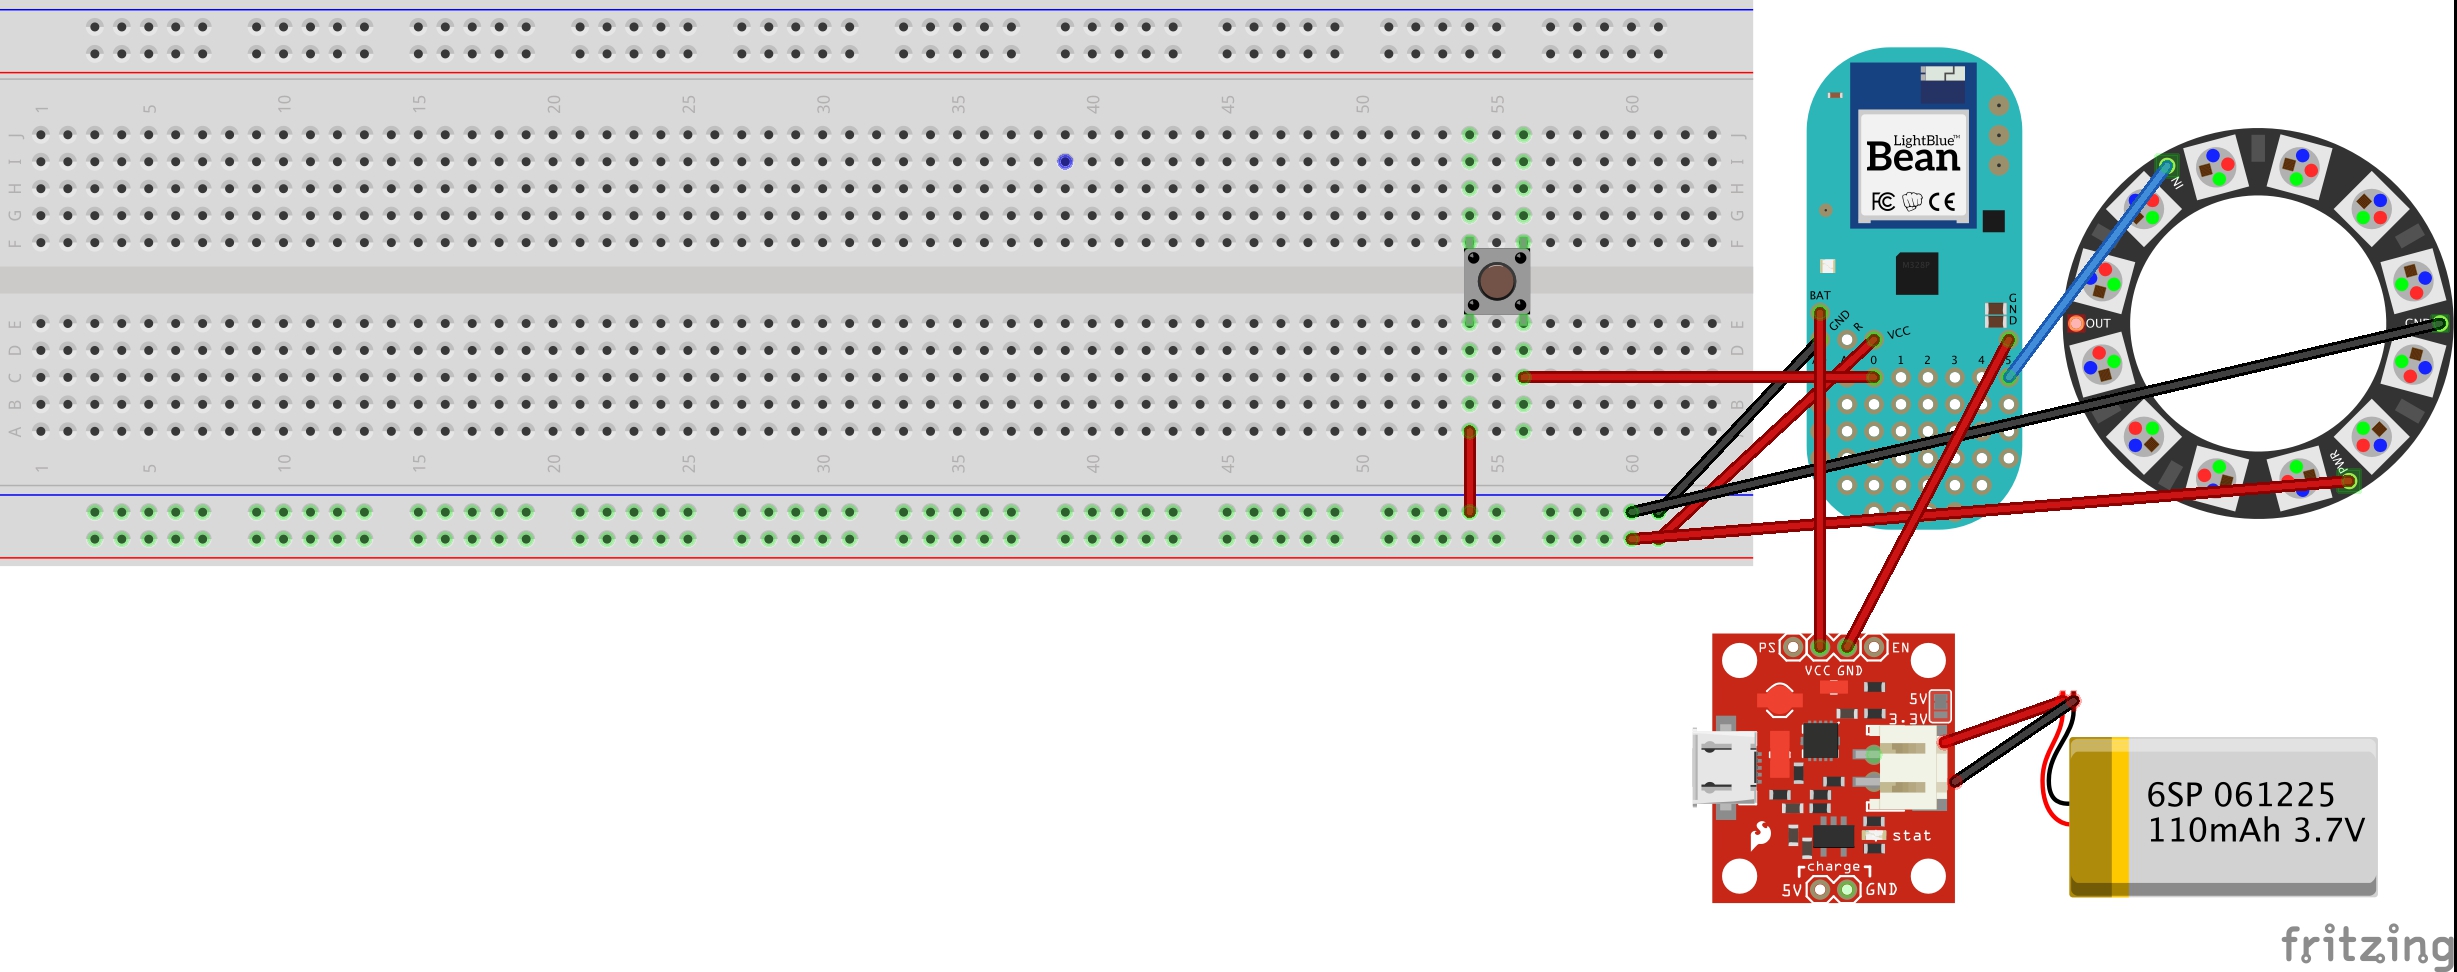 1 5 10 15 20 25 30 35 40 45 50 55 60
J J
I I
H H
G G
F F
E E
D D
C C
B B
A
1 5 10 15 20 25 30 35 40 45 50 55 60
LightBlue™
Bean
FC CE
M328P
BAT
GND
R
VCC
GND
0 1 2 3 4 5
IN
OUT
GND
PWR
PS EN
VCC GND
5V
3.3V
stat
charge
5V GND
6SP 061225
110mAh 3.7V
fritzing